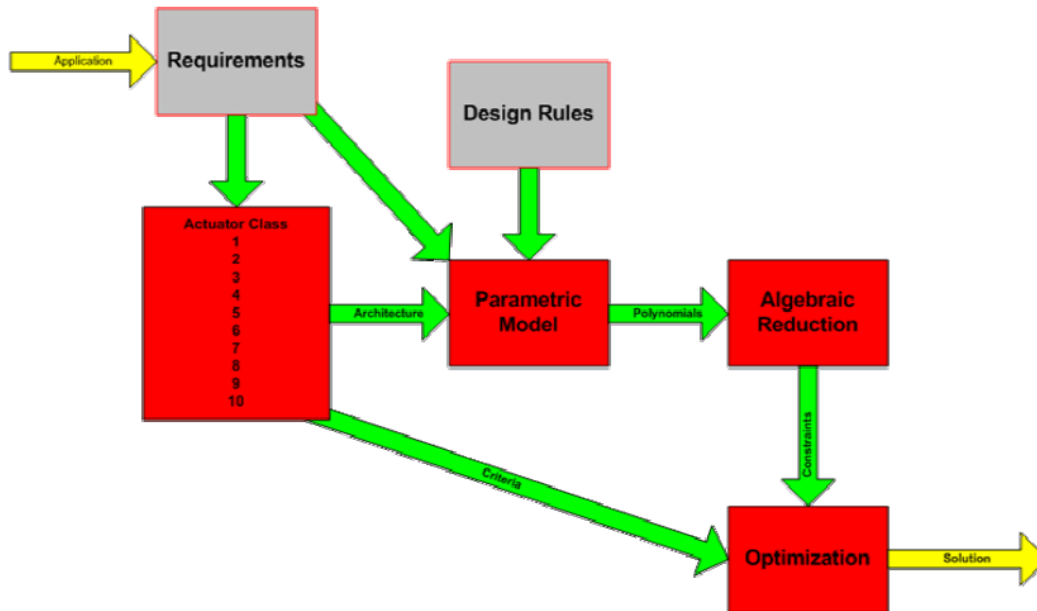 Application
Requirements
Design Rules
Actuator Class
1
2
3
4
5
6
7
8
9
10
Architecture
Parametric
Model
Polynomials
Algebraic
Reduction
Criteria
Constraints
Optimization
Solution